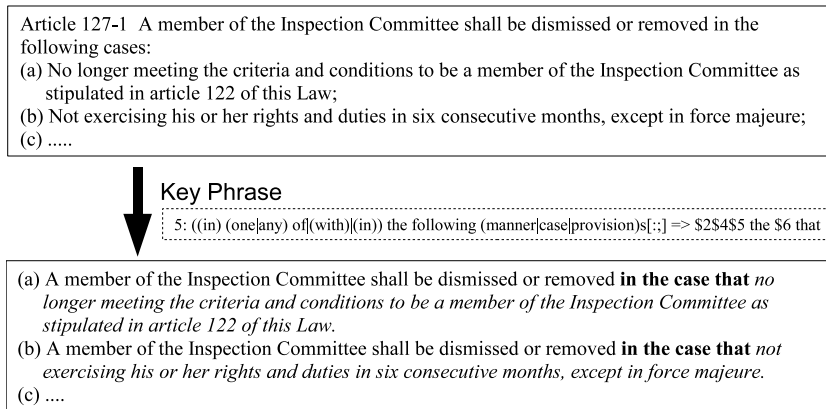 Article 127-1  A member of the Inspection Committee shall be dismissed or removed in the
following cases:
(a) No longer meeting the criteria and conditions to be a member of the Inspection Committee as
stipulated in article 122 of this Law;
(b) Not exercising his or her rights and duties in six consecutive months, except in force majeure;
(c) .....
Key Phrase
5: ((in) (one|any) of|(with)|(in)) the following (manner|case|provision)s[:;] => $2$4$5 the $6 that
(a) A member of the Inspection Committee shall be dismissed or removed in the case that no
longer meeting the criteria and conditions to be a member of the Inspection Committee as
stipulated in article 122 of this Law.
(b) A member of the Inspection Committee shall be dismissed or removed in the case that not
exercising his or her rights and duties in six consecutive months, except in force majeure.
(c) ....